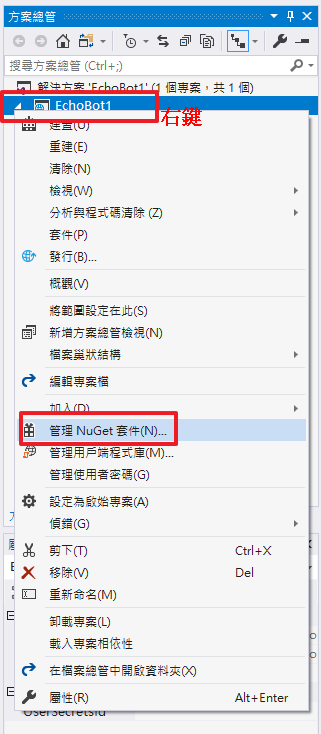 方案總管
搜尋方案總管 (Ctrl+;)
解決方案 'EchoBot1' (1 個專案，共 1 個)
EchoBot1
右鍵
建置(U)
重建(E)
清除(N)
檢視(W)
分析與程式碼清除 (Z)
套件(P)
發行(B)...
概觀(V)
將範圍設定在此(S)
新增方案總管檢視(N)
檔案巢狀結構
編輯專案檔
加入(D)
管理 NuGet 套件(N)...
管理用戶端程式庫(M)...
管理使用者密碼(G)
設定為啟始專案(A)
偵錯(G)
剪下(T) Ctrl+X
移除(V) Del
重新命名(M)
卸載專案(L)
載入專案相依性
在檔案總管中開啟資料夾(X)
屬性(R) Alt+Enter
UserSecretsId